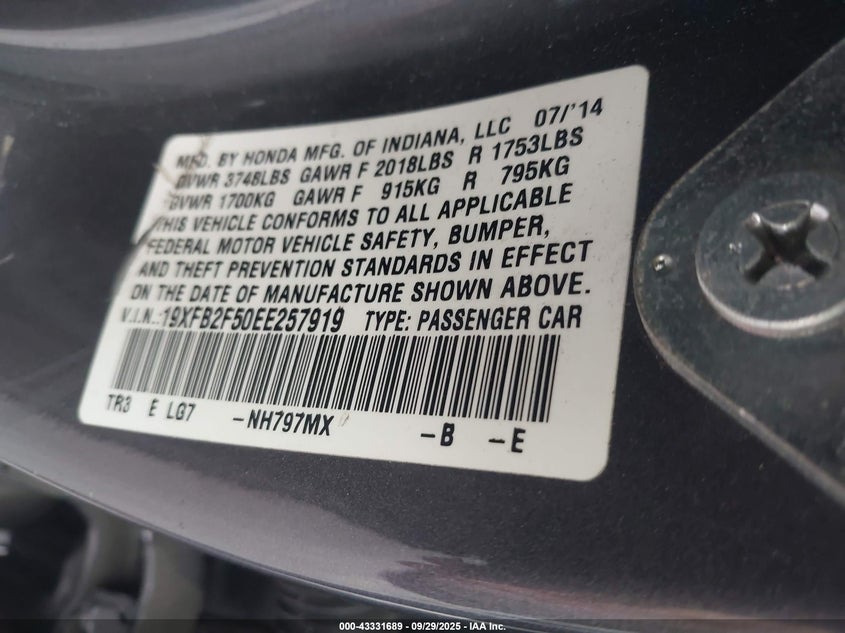 MFD. BY HONDA MFG. OF INDIANA, LLC 07/'14
GVWR 3748LBS GAWR F 2018LBS R 1753LBS
GVWR 1700KG GAWR F 915KG R 795KG
THIS VEHICLE CONFORMS TO ALL APPLICABLE
FEDERAL MOTOR VEHICLE SAFETY, BUMPER,
AND THEFT PREVENTION STANDARDS IN EFFECT
ON THE DATE OF MANUFACTURE SHOWN ABOVE.
V.I.N.:19XFB2F50EE257919 TYPE: PASSENGER CAR
TR3 E LG7 -NH797MX -B -E
000-43331689 - 09/29/2025 - IAA Inc.